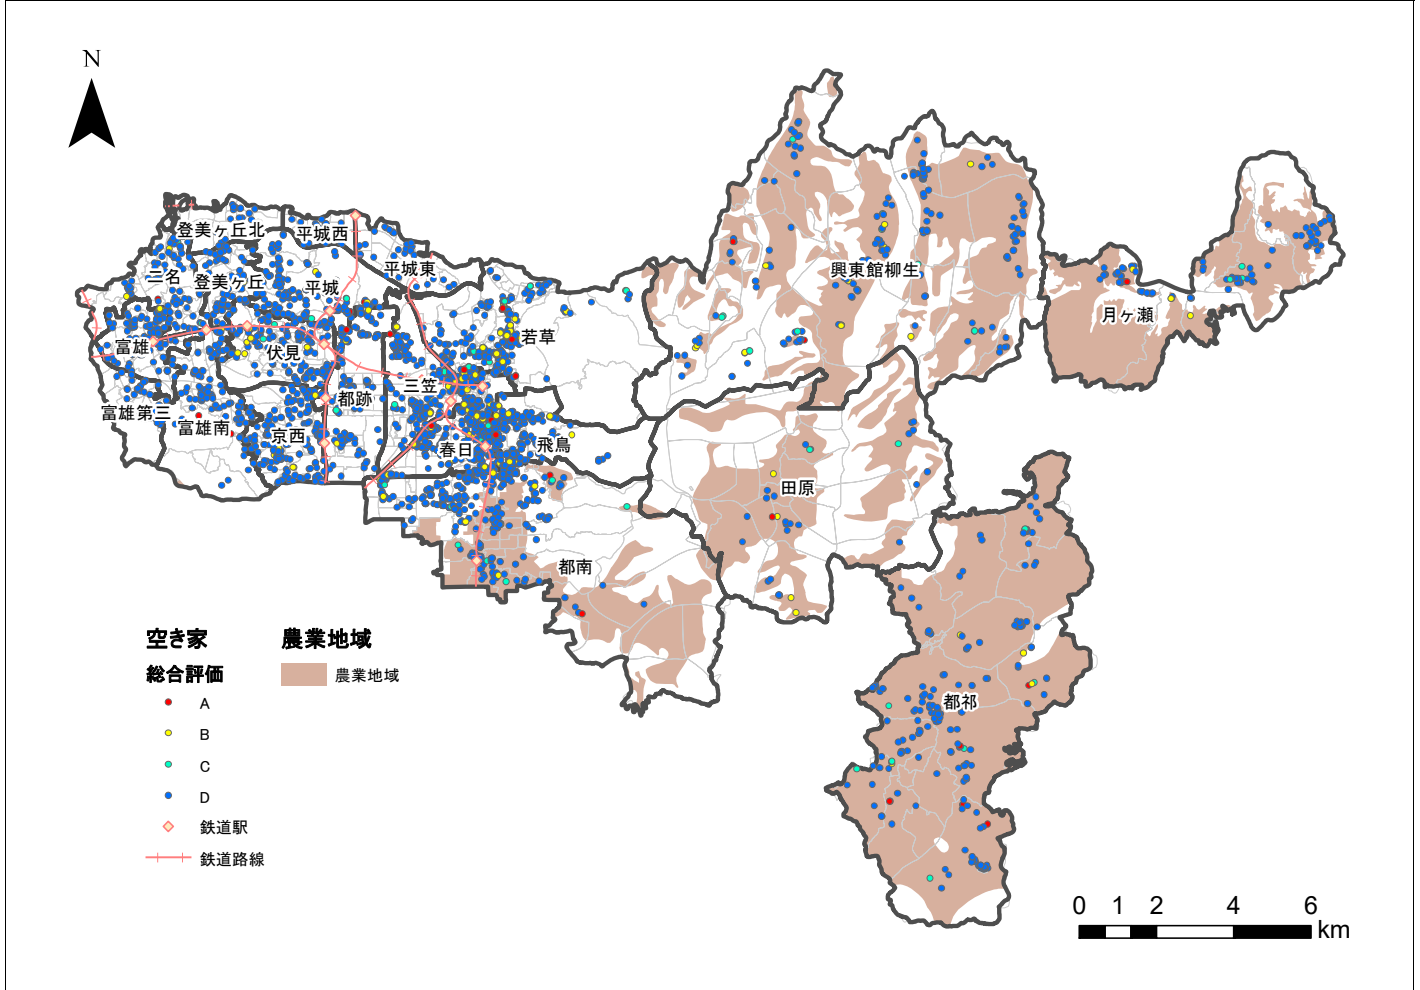 N
登美ヶ丘北
平城西
二名
登美ヶ丘
平城
平城東
興東館柳生
月ヶ瀬
富雄
伏見
若草
三笠
都跡
富雄第三
富雄南
京西
春日
飛鳥
田原
都南
都祁
空き家
総合評価
A
B
C
D
鉄道駅
鉄道路線
農業地域
農業地域
0 1 2 4 6
km